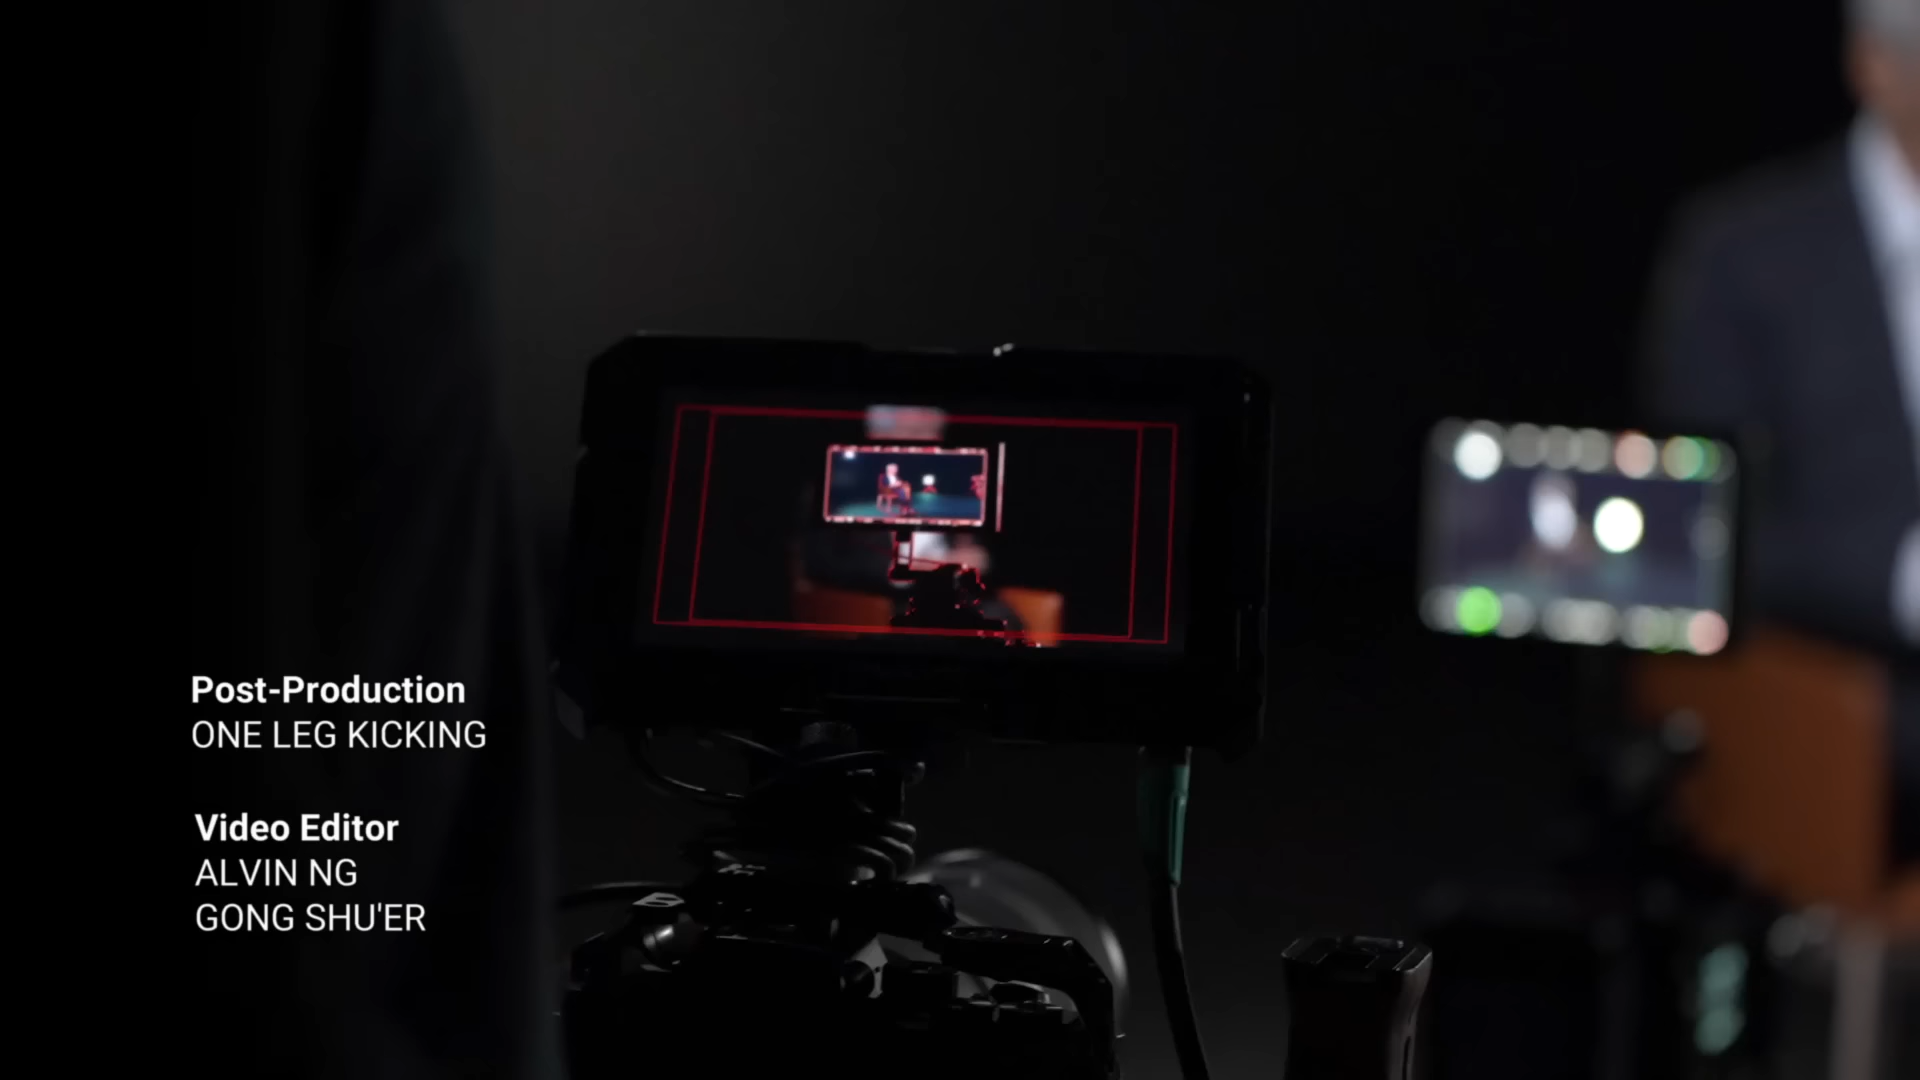 Post-Production
ONE LEG KICKING
Video Editor
ALVIN NG
GONG SHU'ER